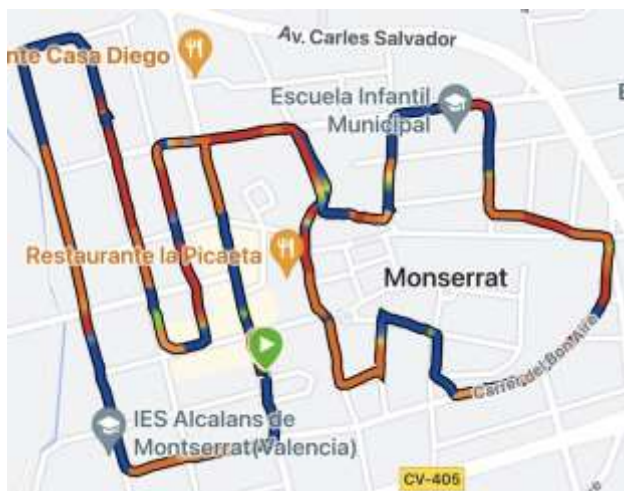 Av. Carles Salvador
nte Casa Diego
Escuela Infantil
Municipal
E
Restaurante la Picaeta
Monserrat
Carrer del Bon Aire
IES Alcalans de
Montserrat(Valencia)
CV-405